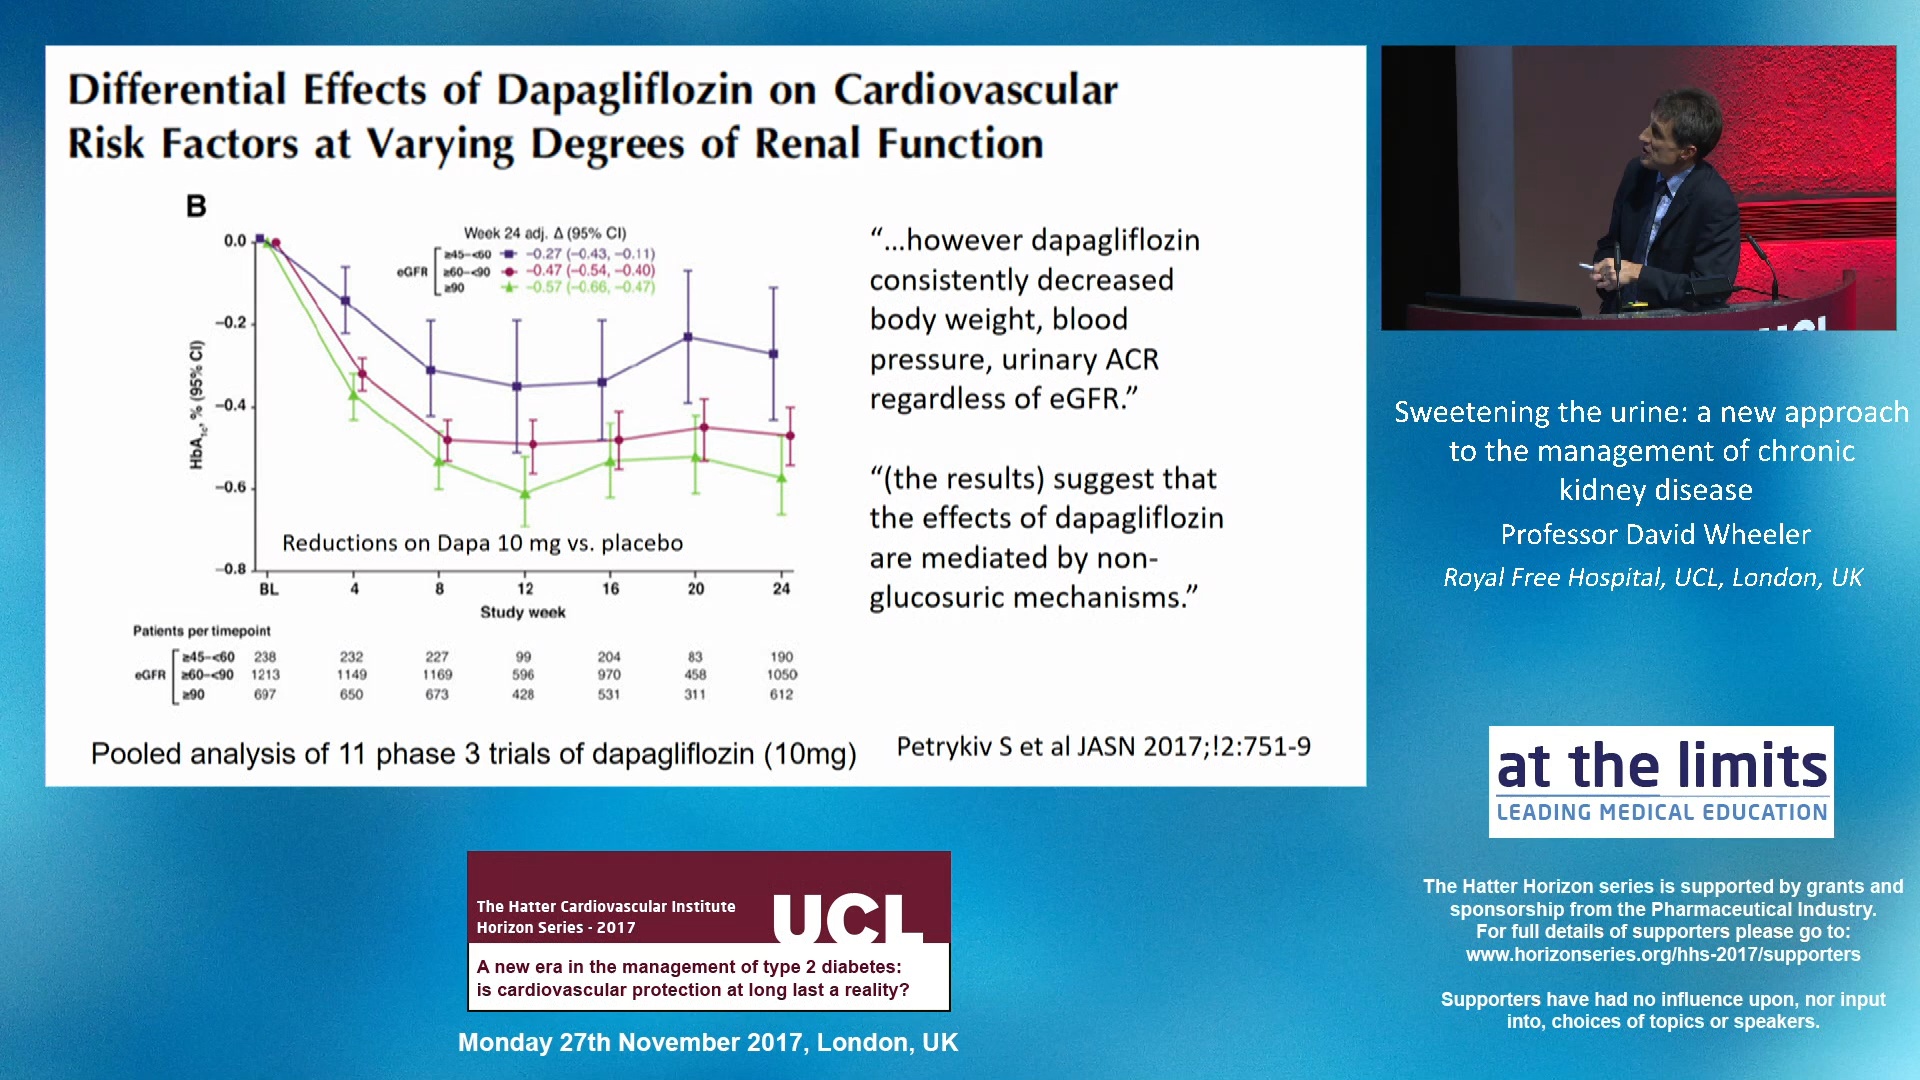 Differential Effects of Dapagliflozin on Cardiovascular
Risk Factors at Varying Degrees of Renal Function
B
Week 24 adj. Δ (95% CI)
eGFR
≥45–<60 –0.27 (–0.43, –0.11)
≥60–<90 –0.47 (–0.54, –0.40)
≥90 –0.57 (–0.66, –0.47)
HbA1c, % (95% CI)
0.0
–0.2
–0.4
–0.6
–0.8
Reductions on Dapa 10 mg vs. placebo
BL 4 8 12 16 20 24
Study week
Patients per timepoint
eGFR
≥45–<60 238 232 227 99 204 83 190
≥60–<90 1213 1149 1169 596 970 458 1050
≥90 697 650 673 428 531 311 612
“…however dapagliflozin
consistently decreased
body weight, blood
pressure, urinary ACR
regardless of eGFR.”
“(the results) suggest that
the effects of dapagliflozin
are mediated by non-
glucosuric mechanisms.”
Pooled analysis of 11 phase 3 trials of dapagliflozin (10mg)
Petrykiv S et al JASN 2017;!2:751-9
UCL
Sweetening the urine: a new approach
to the management of chronic
kidney disease
Professor David Wheeler
Royal Free Hospital, UCL, London, UK
at the limits
LEADING MEDICAL EDUCATION
The Hatter Horizon series is supported by grants and
sponsorship from the Pharmaceutical Industry.
For full details of supporters please go to:
www.horizonseries.org/hhs-2017/supporters
Supporters have had no influence upon, nor input
into, choices of topics or speakers.
The Hatter Cardiovascular Institute
Horizon Series - 2017
UCL
A new era in the management of type 2 diabetes:
is cardiovascular protection at long last a reality?
Monday 27th November 2017, London, UK